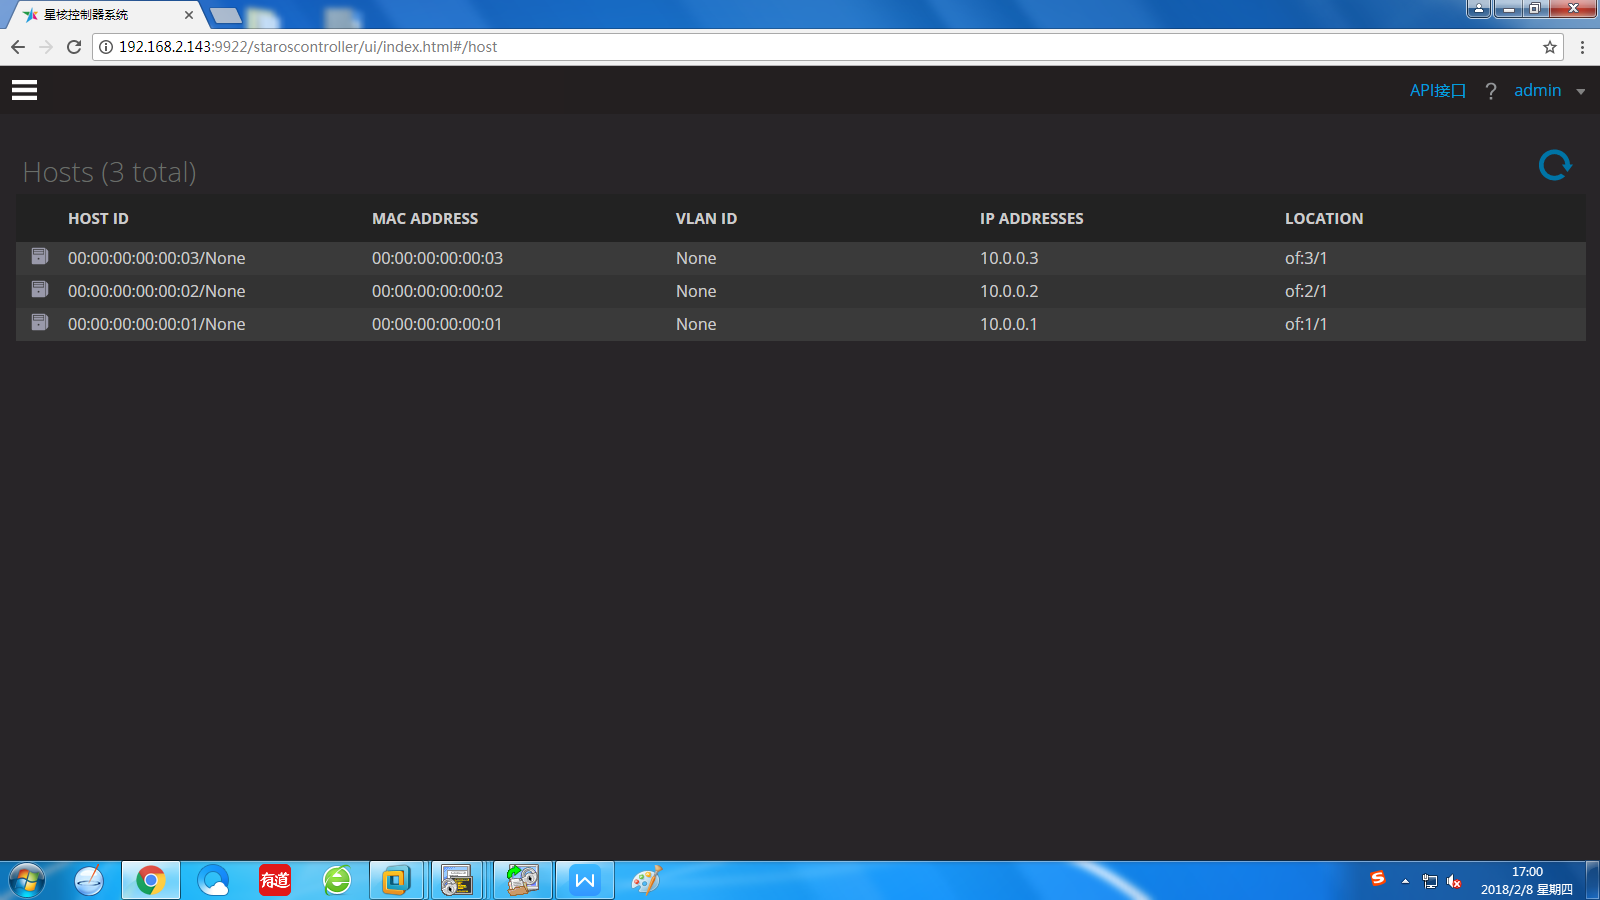 星核控制器系统
192.168.2.143:9922/staroscontroller/ui/index.html#/host
API接口 ? admin
Hosts (3 total)
HOST ID MAC ADDRESS VLAN ID IP ADDRESSES LOCATION
00:00:00:00:00:03/None 00:00:00:00:00:03 None 10.0.0.3 of:3/1
00:00:00:00:00:02/None 00:00:00:00:00:02 None 10.0.0.2 of:2/1
00:00:00:00:00:01/None 00:00:00:00:00:01 None 10.0.0.1 of:1/1
有道
17:00
2018/2/8 星期四